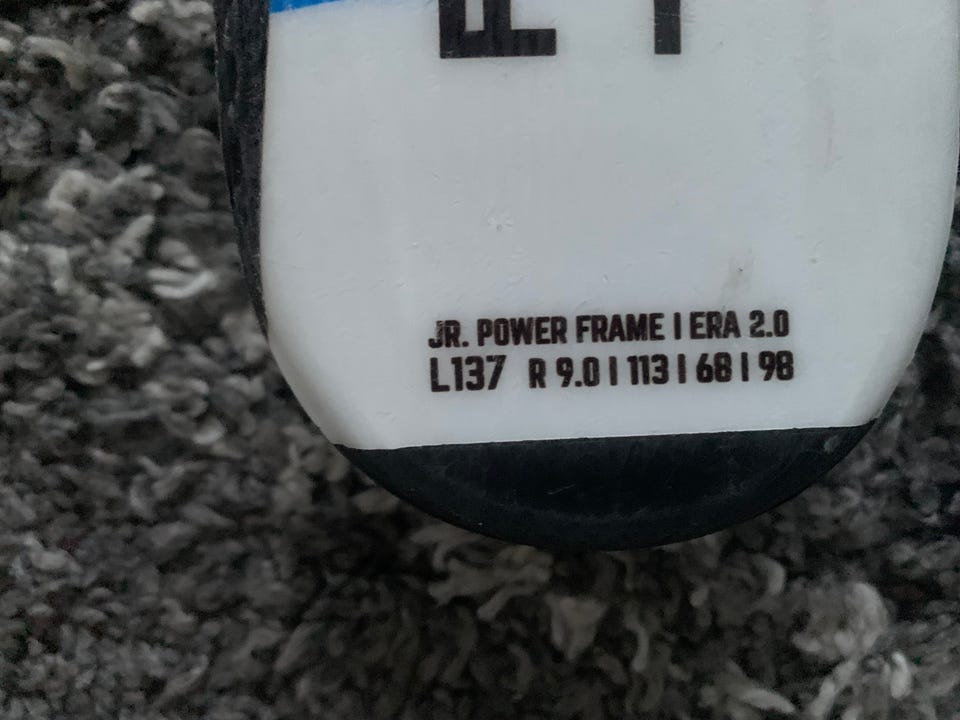 JR. POWER FRAME | ERA 2.0
L137 R 9.0 | 113 | 68 | 98